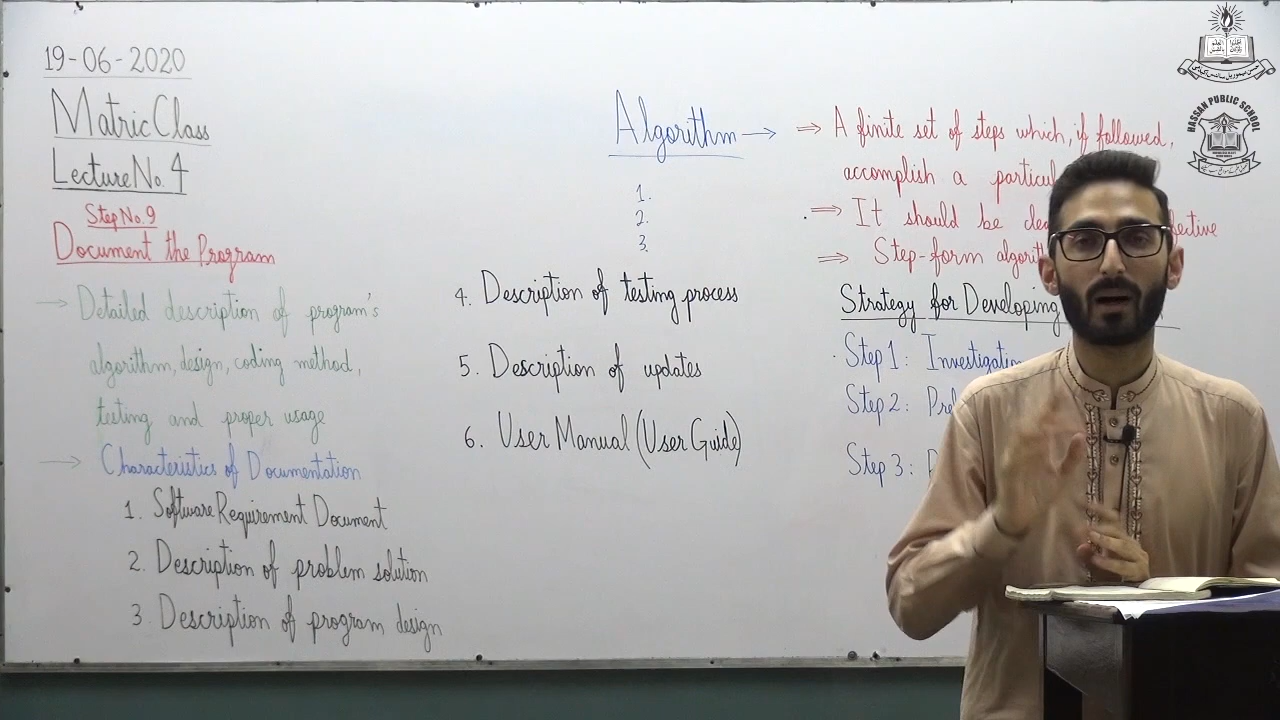 19-06-2020
Matric Class
Lecture No. 4
Step No. 9
Document the Program
Detailed description of program's
algorithm, design, coding method,
testing and proper usage
Characteristics of Documentation
1. Software Requirement Document
2. Description of problem solution
3. Description of program design
Algorithm
1.
2.
3.
4. Description of testing process
5. Description of updates
6. User Manual (User Guide)
A finite set of steps which, if followed,
accomplish a
It should be
Step-form
Strategy for Developing
Step 1:
Step 2:
Step 3:
HASSAN PUBLIC SCHOOL